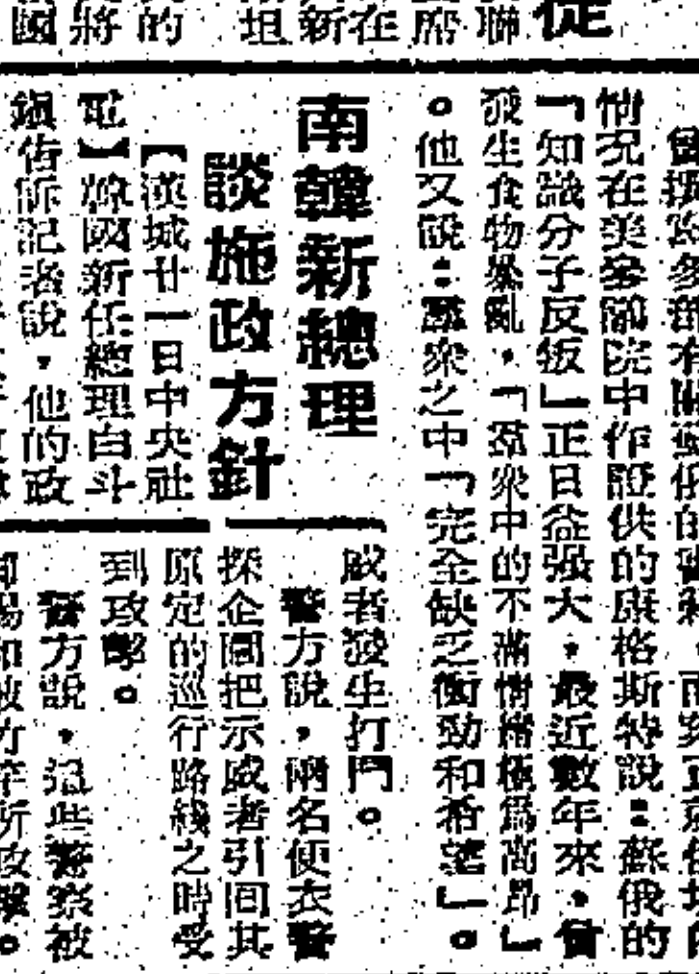 國將的
坦新在席聯
從
情況在美參議院中作證供的康格斯特說：蘇俄的
「知識分子反叛」正日益强大，最近數年來，曾
發生食物暴亂，「羣衆中的不滿情緒極爲高昂」
。他又說：羣衆之中「完全缺乏衝勁和希望」。
南韓新總理
談施政方針
【漢城廿一日中央社
電】韓國新任總理白斗
鎭告訴記者說，他的政
威者發生打鬥。
警方說，兩名便衣警
探企圖把示威者引回其
原定的巡行路綫之時受
到攻擊。
警方說，這些警察被